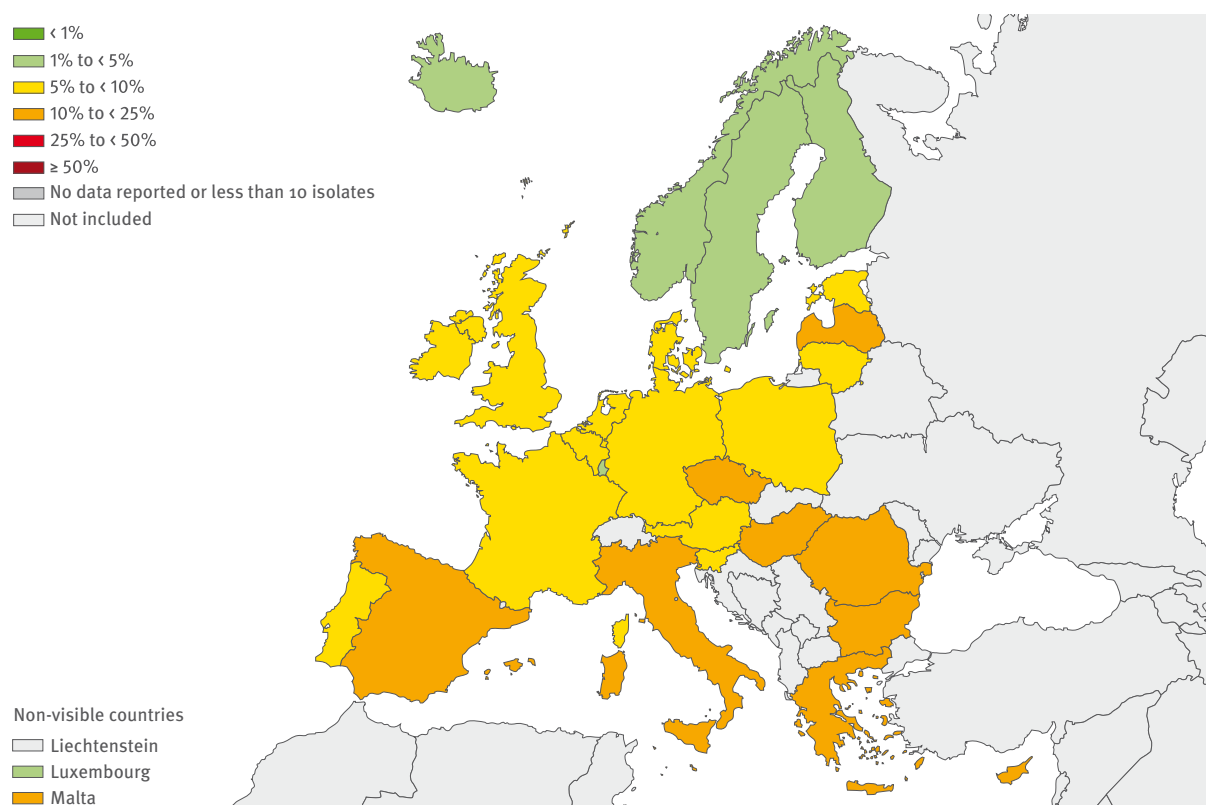 < 1%
1% to < 5%
5% to < 10%
10% to < 25%
25% to < 50%
≥ 50%
No data reported or less than 10 isolates
Not included
Non-visible countries
Liechtenstein
Luxembourg
Malta